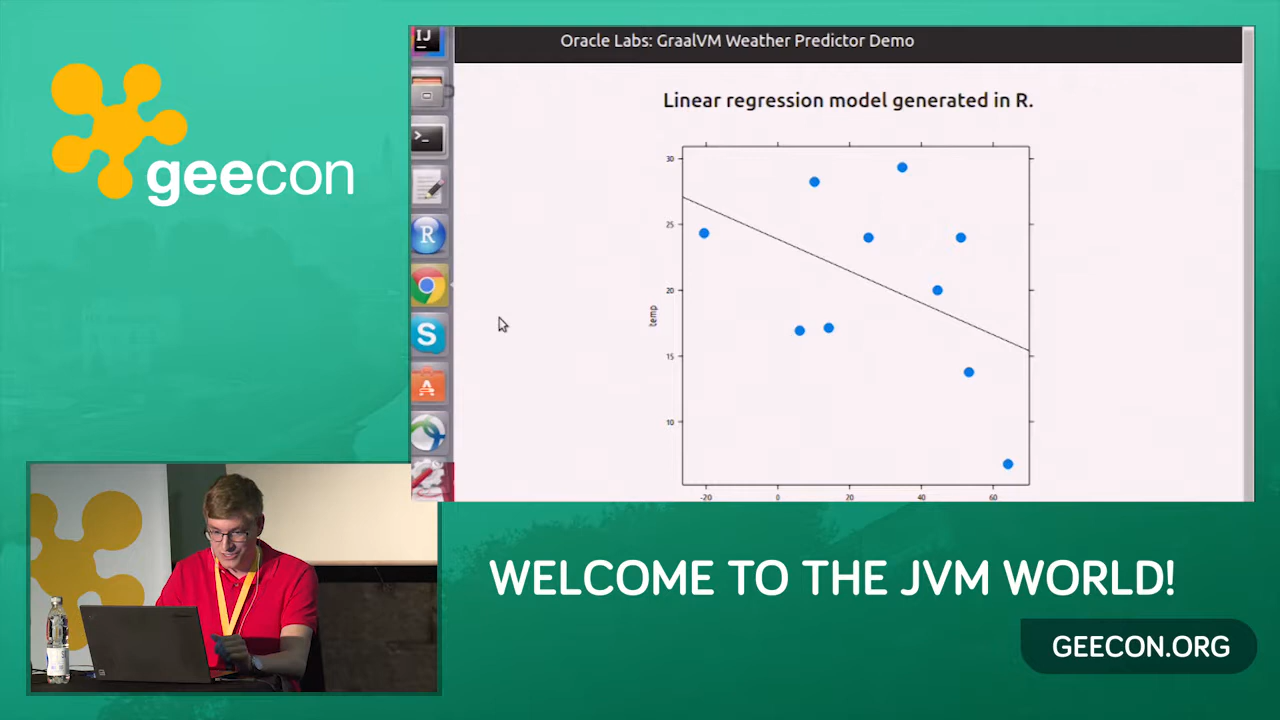 geecon
IJ
Oracle Labs: GraalVM Weather Predictor Demo
Linear regression model generated in R.
30
25
20
15
10
temp
-20
0
20
40
60
>_
R
S
A
WELCOME TO THE JVM WORLD!
GEECON.ORG